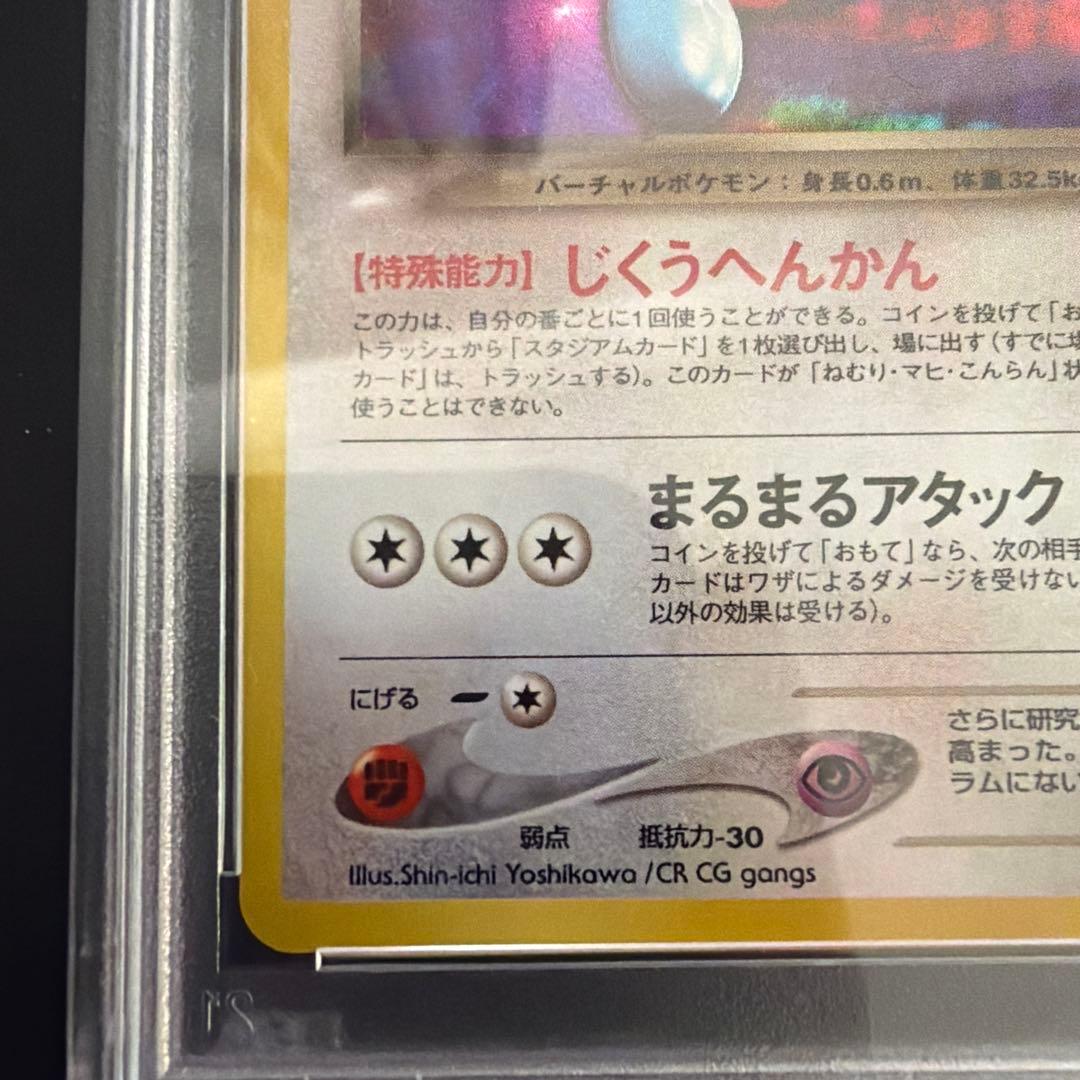 バーチャルポケモン：身長0.6m、体重32.5k
【特殊能力】じくうへんかん
この力は、自分の番ごとに1回使うことができる。コインを投げて「お
トラッシュから「スタジアムカード」を1枚選び出し、場に出す（すでに場
カード」は、トラッシュする）。このカードが「ねむり・マヒ・こんらん」状
使うことはできない。
まるまるアタック
コインを投げて「おもて」なら、次の相手
カードはワザによるダメージを受けない
以外の効果は受ける）。
にげる
さらに研究
高まった。
ラムにない
弱点 抵抗力-30
Illus.Shin-ichi Yoshikawa /CR CG gangs